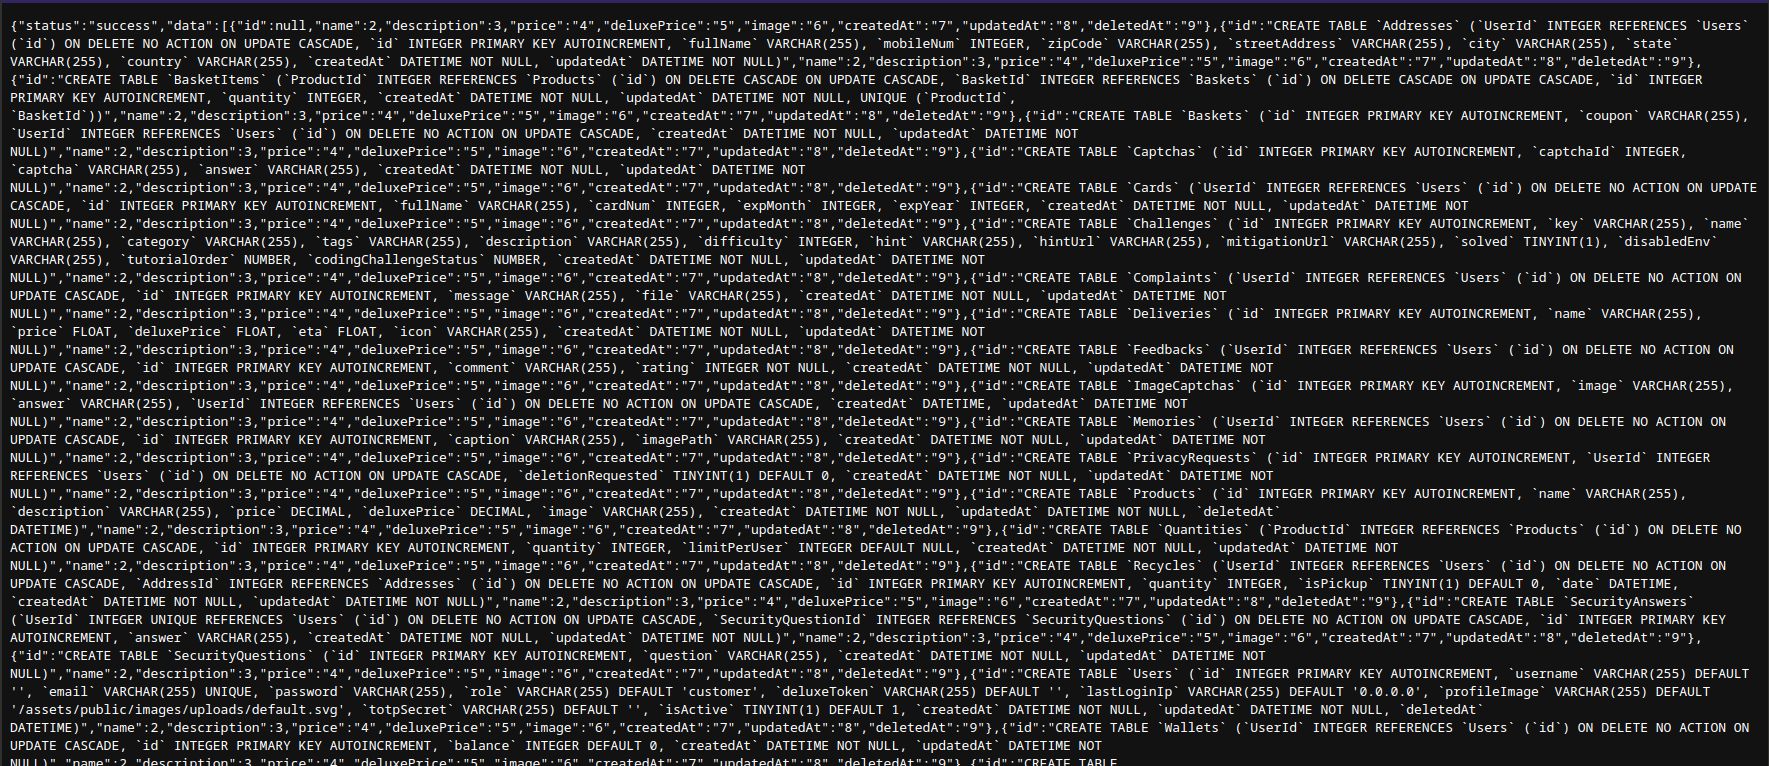 {"status":"success","data":[{"id":null,"name":2,"description":3,"price":"4","deluxePrice":"5","image":"6","createdAt":"7","updatedAt":"8","deletedAt":"9"},{"id":"CREATE TABLE `Addresses` (`UserId` INTEGER REFERENCES `Users`
(`id`) ON DELETE NO ACTION ON UPDATE CASCADE, `id` INTEGER PRIMARY KEY AUTOINCREMENT, `fullName` VARCHAR(255), `mobileNum` INTEGER, `zipCode` VARCHAR(255), `streetAddress` VARCHAR(255), `city` VARCHAR(255), `state`
VARCHAR(255), `country` VARCHAR(255), `createdAt` DATETIME NOT NULL, `updatedAt` DATETIME NOT NULL)","name":2,"description":3,"price":"4","deluxePrice":"5","image":"6","createdAt":"7","updatedAt":"8","deletedAt":"9"},
{"id":"CREATE TABLE `BasketItems` (`ProductId` INTEGER REFERENCES `Products` (`id`) ON DELETE CASCADE ON UPDATE CASCADE, `BasketId` INTEGER REFERENCES `Baskets` (`id`) ON DELETE CASCADE ON UPDATE CASCADE, `id` INTEGER
PRIMARY KEY AUTOINCREMENT, `quantity` INTEGER, `createdAt` DATETIME NOT NULL, `updatedAt` DATETIME NOT NULL, UNIQUE (`ProductId`,
`BasketId`))","name":2,"description":3,"price":"4","deluxePrice":"5","image":"6","createdAt":"7","updatedAt":"8","deletedAt":"9"},{"id":"CREATE TABLE `Baskets` (`id` INTEGER PRIMARY KEY AUTOINCREMENT, `coupon` VARCHAR(255),
`UserId` INTEGER REFERENCES `Users` (`id`) ON DELETE NO ACTION ON UPDATE CASCADE, `createdAt` DATETIME NOT NULL, `updatedAt` DATETIME NOT
NULL)","name":2,"description":3,"price":"4","deluxePrice":"5","image":"6","createdAt":"7","updatedAt":"8","deletedAt":"9"},{"id":"CREATE TABLE `Captchas` (`id` INTEGER PRIMARY KEY AUTOINCREMENT, `captchaId` INTEGER,
`captcha` VARCHAR(255), `answer` VARCHAR(255), `createdAt` DATETIME NOT NULL, `updatedAt` DATETIME NOT
NULL)","name":2,"description":3,"price":"4","deluxePrice":"5","image":"6","createdAt":"7","updatedAt":"8","deletedAt":"9"},{"id":"CREATE TABLE `Cards` (`UserId` INTEGER REFERENCES `Users` (`id`) ON DELETE NO ACTION ON UPDATE
CASCADE, `id` INTEGER PRIMARY KEY AUTOINCREMENT, `fullName` VARCHAR(255), `cardNum` INTEGER, `expMonth` INTEGER, `expYear` INTEGER, `createdAt` DATETIME NOT NULL, `updatedAt` DATETIME NOT
NULL)","name":2,"description":3,"price":"4","deluxePrice":"5","image":"6","createdAt":"7","updatedAt":"8","deletedAt":"9"},{"id":"CREATE TABLE `Challenges` (`id` INTEGER PRIMARY KEY AUTOINCREMENT, `key` VARCHAR(255), `name`
VARCHAR(255), `category` VARCHAR(255), `tags` VARCHAR(255), `description` VARCHAR(255), `difficulty` INTEGER, `hint` VARCHAR(255), `hintUrl` VARCHAR(255), `mitigationUrl` VARCHAR(255), `solved` TINYINT(1), `disabledEnv`
VARCHAR(255), `tutorialOrder` NUMBER, `codingChallengeStatus` NUMBER, `createdAt` DATETIME NOT NULL, `updatedAt` DATETIME NOT
NULL)","name":2,"description":3,"price":"4","deluxePrice":"5","image":"6","createdAt":"7","updatedAt":"8","deletedAt":"9"},{"id":"CREATE TABLE `Complaints` (`UserId` INTEGER REFERENCES `Users` (`id`) ON DELETE NO ACTION ON
UPDATE CASCADE, `id` INTEGER PRIMARY KEY AUTOINCREMENT, `message` VARCHAR(255), `file` VARCHAR(255), `createdAt` DATETIME NOT NULL, `updatedAt` DATETIME NOT
NULL)","name":2,"description":3,"price":"4","deluxePrice":"5","image":"6","createdAt":"7","updatedAt":"8","deletedAt":"9"},{"id":"CREATE TABLE `Deliveries` (`id` INTEGER PRIMARY KEY AUTOINCREMENT, `name` VARCHAR(255),
`price` FLOAT, `deluxePrice` FLOAT, `eta` FLOAT, `icon` VARCHAR(255), `createdAt` DATETIME NOT NULL, `updatedAt` DATETIME NOT
NULL)","name":2,"description":3,"price":"4","deluxePrice":"5","image":"6","createdAt":"7","updatedAt":"8","deletedAt":"9"},{"id":"CREATE TABLE `Feedbacks` (`UserId` INTEGER REFERENCES `Users` (`id`) ON DELETE NO ACTION ON
UPDATE CASCADE, `id` INTEGER PRIMARY KEY AUTOINCREMENT, `comment` VARCHAR(255), `rating` INTEGER NOT NULL, `createdAt` DATETIME NOT NULL, `updatedAt` DATETIME NOT
NULL)","name":2,"description":3,"price":"4","deluxePrice":"5","image":"6","createdAt":"7","updatedAt":"8","deletedAt":"9"},{"id":"CREATE TABLE `ImageCaptchas` (`id` INTEGER PRIMARY KEY AUTOINCREMENT, `image` VARCHAR(255),
`answer` VARCHAR(255), `UserId` INTEGER REFERENCES `Users` (`id`) ON DELETE NO ACTION ON UPDATE CASCADE, `createdAt` DATETIME, `updatedAt` DATETIME NOT
NULL)","name":2,"description":3,"price":"4","deluxePrice":"5","image":"6","createdAt":"7","updatedAt":"8","deletedAt":"9"},{"id":"CREATE TABLE `Memories` (`UserId` INTEGER REFERENCES `Users` (`id`) ON DELETE NO ACTION ON
UPDATE CASCADE, `id` INTEGER PRIMARY KEY AUTOINCREMENT, `caption` VARCHAR(255), `imagePath` VARCHAR(255), `createdAt` DATETIME NOT NULL, `updatedAt` DATETIME NOT
NULL)","name":2,"description":3,"price":"4","deluxePrice":"5","image":"6","createdAt":"7","updatedAt":"8","deletedAt":"9"},{"id":"CREATE TABLE `PrivacyRequests` (`id` INTEGER PRIMARY KEY AUTOINCREMENT, `UserId` INTEGER
REFERENCES `Users` (`id`) ON DELETE NO ACTION ON UPDATE CASCADE, `deletionRequested` TINYINT(1) DEFAULT 0, `createdAt` DATETIME NOT NULL, `updatedAt` DATETIME NOT
NULL)","name":2,"description":3,"price":"4","deluxePrice":"5","image":"6","createdAt":"7","updatedAt":"8","deletedAt":"9"},{"id":"CREATE TABLE `Products` (`id` INTEGER PRIMARY KEY AUTOINCREMENT, `name` VARCHAR(255),
`description` VARCHAR(255), `price` DECIMAL, `deluxePrice` DECIMAL, `image` VARCHAR(255), `createdAt` DATETIME NOT NULL, `updatedAt` DATETIME NOT NULL, `deletedAt`
DATETIME)","name":2,"description":3,"price":"4","deluxePrice":"5","image":"6","createdAt":"7","updatedAt":"8","deletedAt":"9"},{"id":"CREATE TABLE `Quantities` (`ProductId` INTEGER REFERENCES `Products` (`id`) ON DELETE NO
ACTION ON UPDATE CASCADE, `id` INTEGER PRIMARY KEY AUTOINCREMENT, `quantity` INTEGER, `limitPerUser` INTEGER DEFAULT NULL, `createdAt` DATETIME NOT NULL, `updatedAt` DATETIME NOT
NULL)","name":2,"description":3,"price":"4","deluxePrice":"5","image":"6","createdAt":"7","updatedAt":"8","deletedAt":"9"},{"id":"CREATE TABLE `Recycles` (`UserId` INTEGER REFERENCES `Users` (`id`) ON DELETE NO ACTION ON
UPDATE CASCADE, `AddressId` INTEGER REFERENCES `Addresses` (`id`) ON DELETE NO ACTION ON UPDATE CASCADE, `id` INTEGER PRIMARY KEY AUTOINCREMENT, `quantity` INTEGER, `isPickup` TINYINT(1) DEFAULT 0, `date` DATETIME,
`createdAt` DATETIME NOT NULL, `updatedAt` DATETIME NOT NULL)","name":2,"description":3,"price":"4","deluxePrice":"5","image":"6","createdAt":"7","updatedAt":"8","deletedAt":"9"},{"id":"CREATE TABLE `SecurityAnswers`
(`UserId` INTEGER UNIQUE REFERENCES `Users` (`id`) ON DELETE NO ACTION ON UPDATE CASCADE, `SecurityQuestionId` INTEGER REFERENCES `SecurityQuestions` (`id`) ON DELETE NO ACTION ON UPDATE CASCADE, `id` INTEGER PRIMARY KEY
AUTOINCREMENT, `answer` VARCHAR(255), `createdAt` DATETIME NOT NULL, `updatedAt` DATETIME NOT NULL)","name":2,"description":3,"price":"4","deluxePrice":"5","image":"6","createdAt":"7","updatedAt":"8","deletedAt":"9"},
{"id":"CREATE TABLE `SecurityQuestions` (`id` INTEGER PRIMARY KEY AUTOINCREMENT, `question` VARCHAR(255), `createdAt` DATETIME NOT NULL, `updatedAt` DATETIME NOT
NULL)","name":2,"description":3,"price":"4","deluxePrice":"5","image":"6","createdAt":"7","updatedAt":"8","deletedAt":"9"},{"id":"CREATE TABLE `Users` (`id` INTEGER PRIMARY KEY AUTOINCREMENT, `username` VARCHAR(255) DEFAULT
'', `email` VARCHAR(255) UNIQUE, `password` VARCHAR(255), `role` VARCHAR(255) DEFAULT 'customer', `deluxeToken` VARCHAR(255) DEFAULT '', `lastLoginIp` VARCHAR(255) DEFAULT '0.0.0.0', `profileImage` VARCHAR(255) DEFAULT
'/assets/public/images/uploads/default.svg', `totpSecret` VARCHAR(255) DEFAULT '', `isActive` TINYINT(1) DEFAULT 1, `createdAt` DATETIME NOT NULL, `updatedAt` DATETIME NOT NULL, `deletedAt`
DATETIME)","name":2,"description":3,"price":"4","deluxePrice":"5","image":"6","createdAt":"7","updatedAt":"8","deletedAt":"9"},{"id":"CREATE TABLE `Wallets` (`UserId` INTEGER REFERENCES `Users` (`id`) ON DELETE NO ACTION ON
UPDATE CASCADE, `id` INTEGER PRIMARY KEY AUTOINCREMENT, `balance` INTEGER DEFAULT 0, `createdAt` DATETIME NOT NULL, `updatedAt` DATETIME NOT
NULL)","name":2,"description":3,"price":"4","deluxePrice":"5","image":"6","createdAt":"7","updatedAt":"8","deletedAt":"9"},{"id":"CREATE TABLE